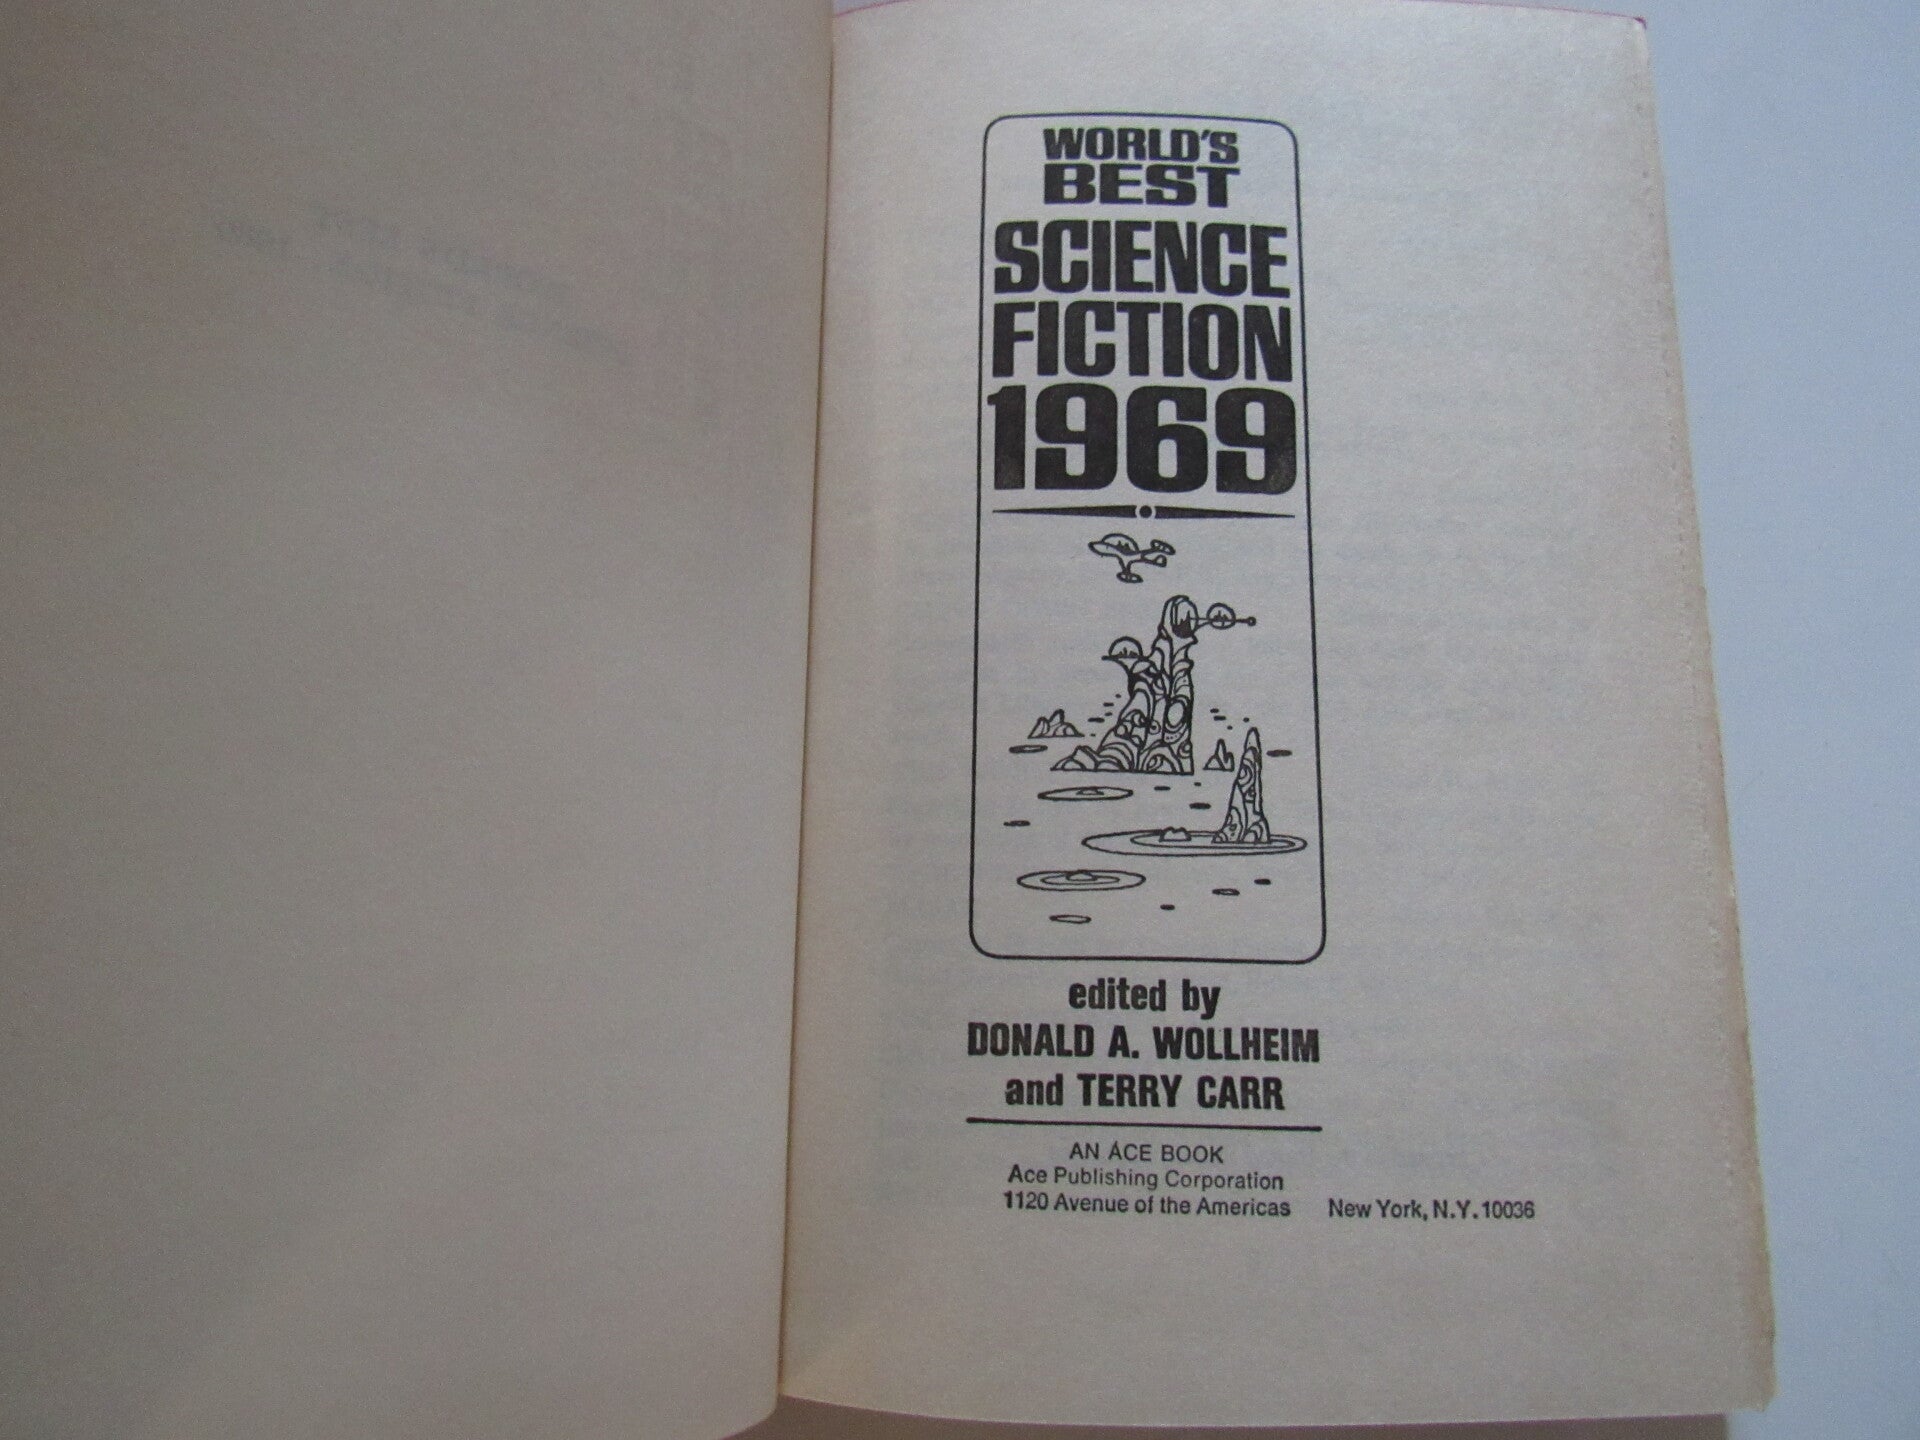 WORLD'S
BEST
SCIENCE
FICTION
1969
edited by
DONALD A. WOLLHEIM
and TERRY CARR
AN ACE BOOK
Ace Publishing Corporation
1120 Avenue of the Americas New York, N.Y. 10036